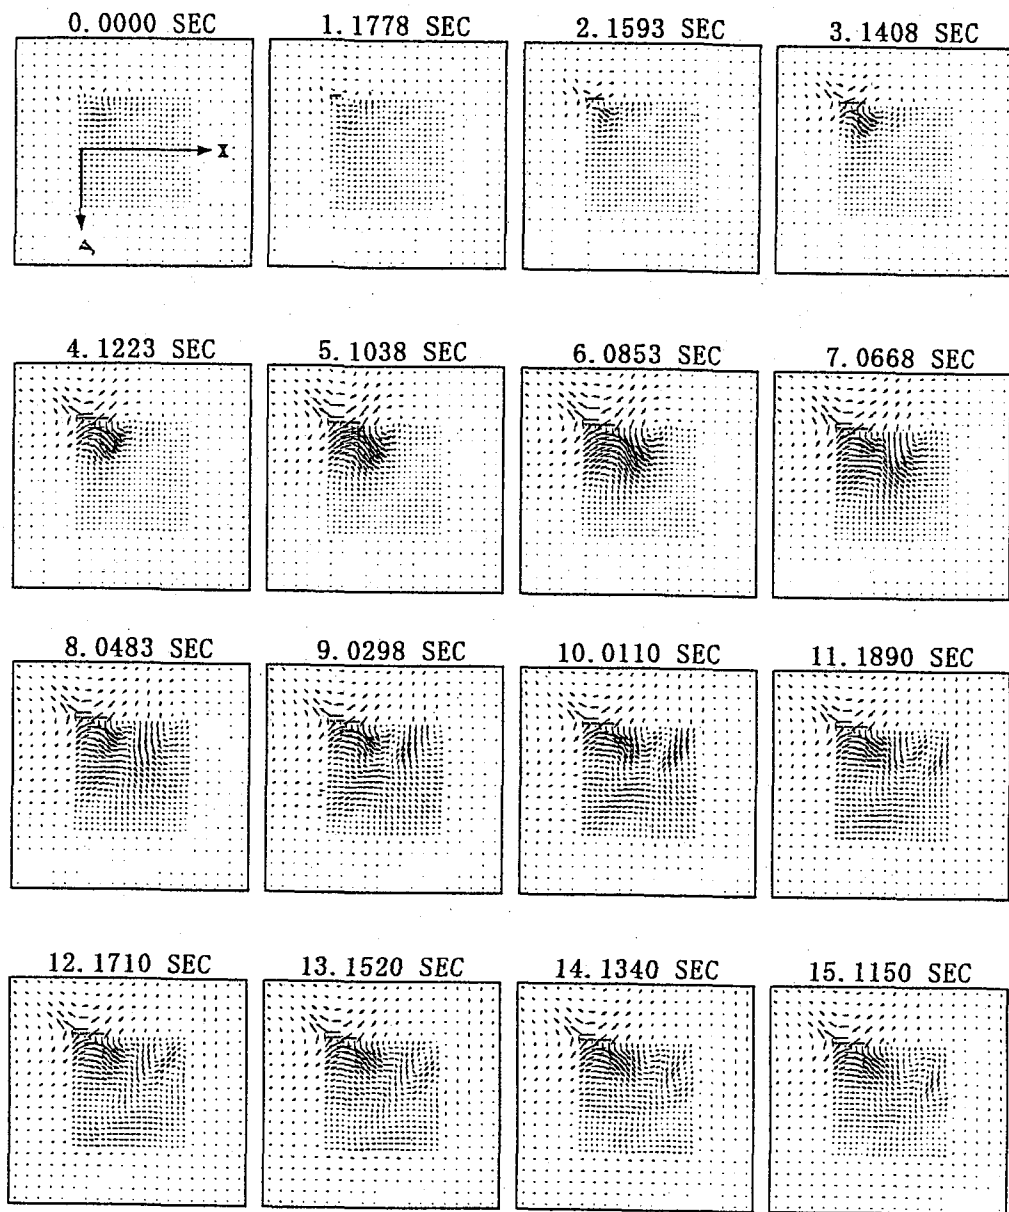 0.0000 SEC 1.1778 SEC 2.1593 SEC 3.1408 SEC
x
y
4.1223 SEC 5.1038 SEC 6.0853 SEC 7.0668 SEC
8.0483 SEC 9.0298 SEC 10.0110 SEC 11.1890 SEC
12.1710 SEC 13.1520 SEC 14.1340 SEC 15.1150 SEC